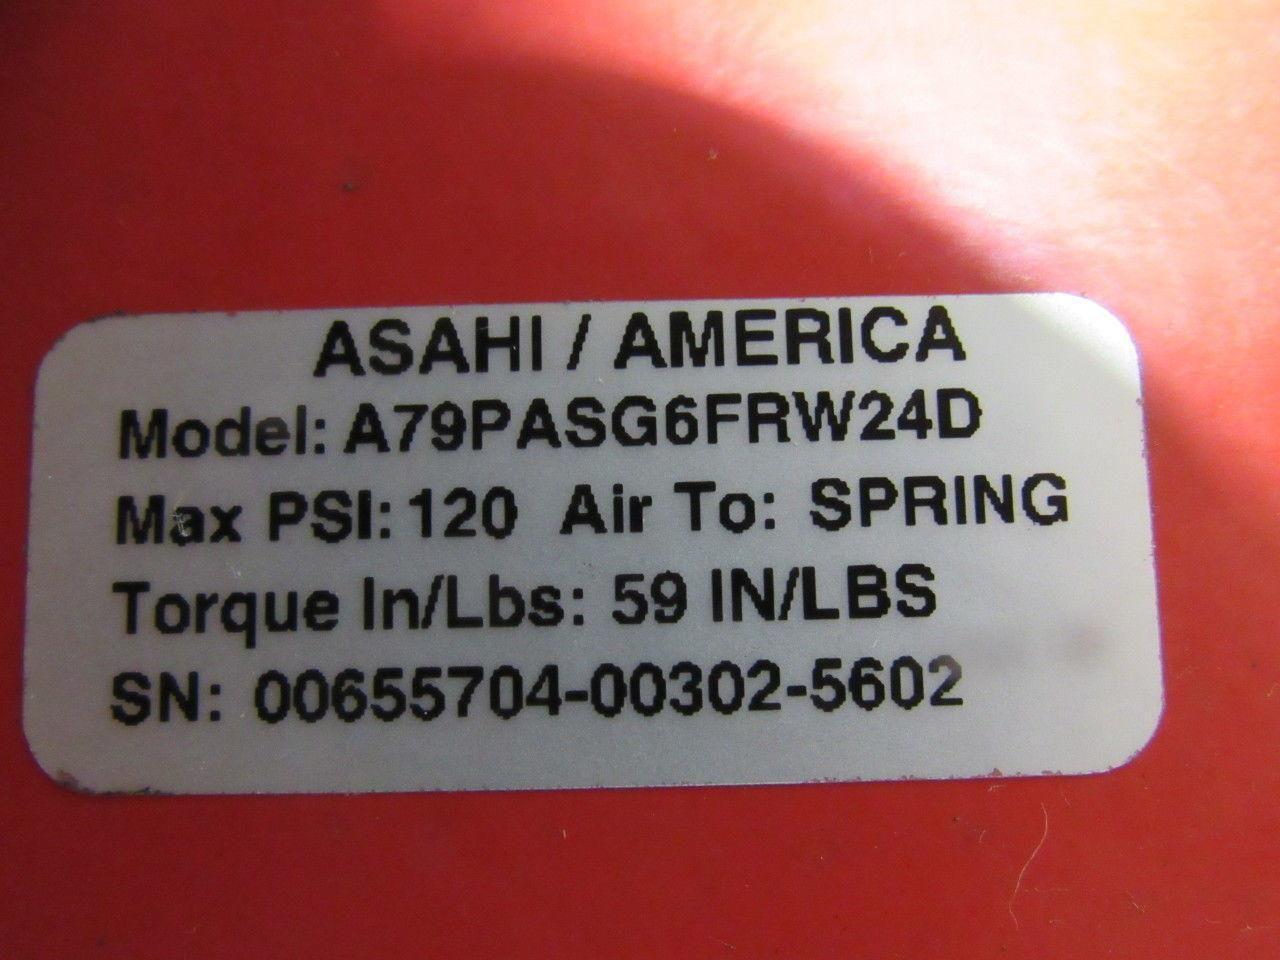 ASAHI / AMERICA
Model: A79PASG6FRW24D
Max PSI: 120 Air To: SPRING
Torque In/Lbs: 59 IN/LBS
SN: 00655704-00302-5602